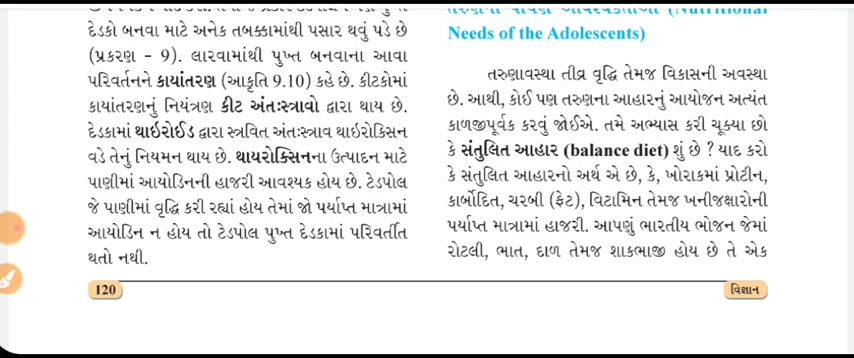 દેડકો બનવા માટે અનેક તબક્કામાંથી પસાર થવું પડે છે
(પ્રકરણ - 9). લારવામાંથી પુખ્ત બનવાના આવા
પરિવર્તનને કાયાંતરણ (આકૃતિ 9.10) કહે છે. કીટકોમાં
કાયાંતરણનું નિયંત્રણ કીટ અંતઃસ્ત્રાવો દ્વારા થાય છે.
દેડકામાં થાઇરોઈડ દ્વારા સ્ત્રવિત અંતઃસ્ત્રાવ થાઇરોક્સિન
વડે તેનું નિયમન થાય છે. થાયરોક્સિનના ઉત્પાદન માટે
પાણીમાં આયોડિનની હાજરી આવશ્યક હોય છે. ટેડપોલ
જે પાણીમાં વૃદ્ધિ કરી રહ્યાં હોય તેમાં જો પર્યાપ્ત માત્રામાં
આયોડિન ન હોય તો ટેડપોલ પુખ્ત દેડકામાં પરિવર્તીત
થતો નથી.
(Nutritional
Needs of the Adolescents)
તરુણાવસ્થા તીવ્ર વૃદ્ધિ તેમજ વિકાસની અવસ્થા
છે. આથી, કોઈ પણ તરુણના આહારનું આયોજન અત્યંત
કાળજીપૂર્વક કરવું જોઈએ. તમે અભ્યાસ કરી ચૂક્યા છો
કે સંતુલિત આહાર (balance diet) શું છે ? યાદ કરો
કે સંતુલિત આહારનો અર્થ એ છે, કે, ખોરાકમાં પ્રોટીન,
કાર્બોદિત, ચરબી (ફેટ), વિટામિન તેમજ ખનીજક્ષારોની
પર્યાપ્ત માત્રામાં હાજરી. આપણું ભારતીય ભોજન જેમાં
રોટલી, ભાત, દાળ તેમજ શાકભાજી હોય છે તે એક
120
વિજ્ઞાન